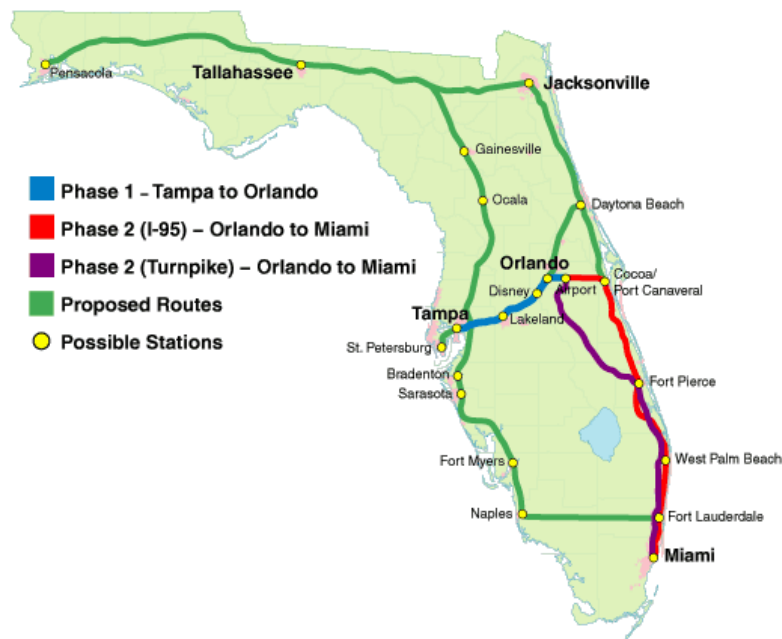 Pensacola
Tallahassee
Jacksonville
Gainesville
Phase 1 – Tampa to Orlando
Ocala
Daytona Beach
Phase 2 (I-95) – Orlando to Miami
Phase 2 (Turnpike) – Orlando to Miami
Orlando
Cocoa/
Port Canaveral
Disney
Airport
Proposed Routes
Tampa
Lakeland
Possible Stations
St. Petersburg
Bradenton
Sarasota
Fort Pierce
Fort Myers
West Palm Beach
Naples
Fort Lauderdale
Miami